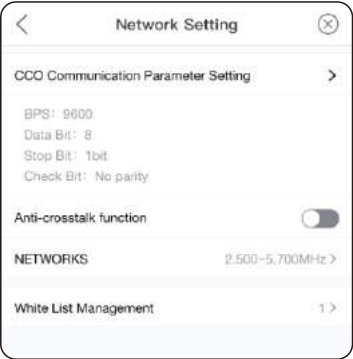 Network Setting
CCO Communication Parameter Setting
BPS: 9600
Data Bit: 8
Stop Bit: 1bit
Check Bit: No parity
Anti-crosstalk function
NETWORKS 2.500~5.700MHz >
White List Management 1 >